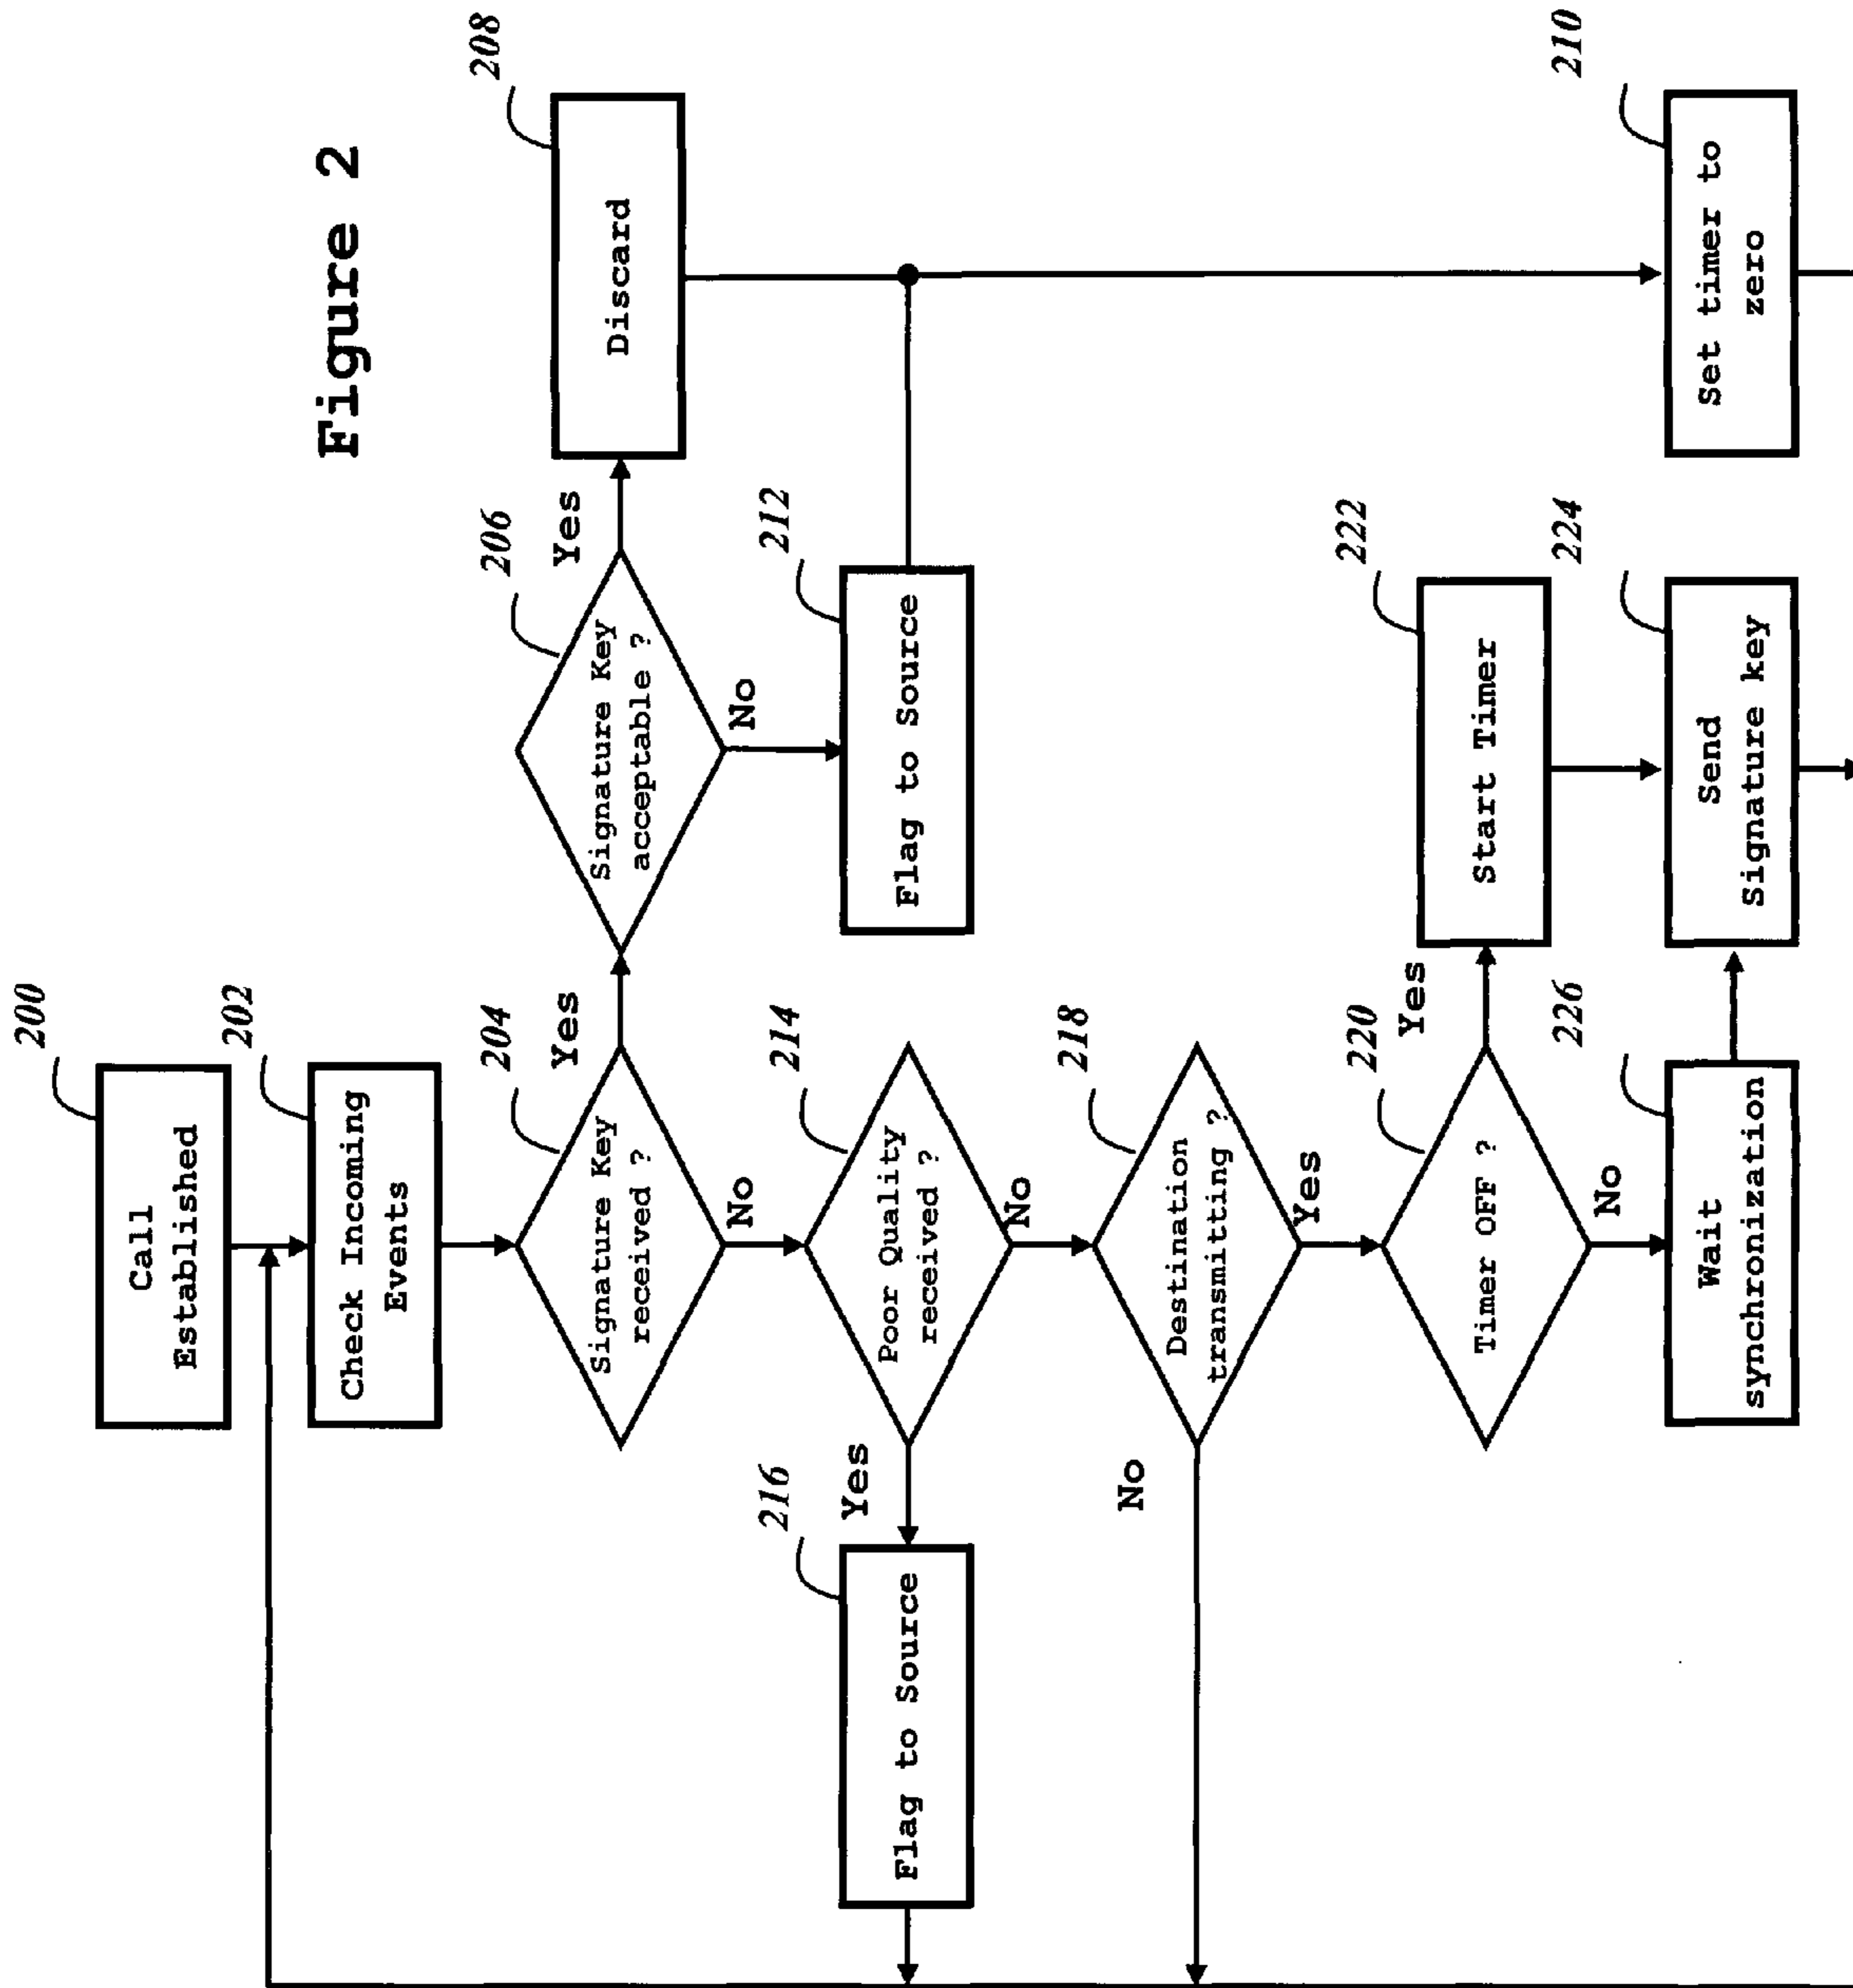 Figure 2
200
Call
Established
202
Check Incoming
Events
204
Signature Key
received ?
Yes
No
206
Signature Key
acceptable ?
Yes
No
208
Discard
212
Flag to Source
214
Poor Quality
received ?
Yes
No
216
Flag to Source
218
Destination
transmitting ?
No
Yes
220
Timer OFF ?
Yes
No
222
Start Timer
226
Wait
synchronization
224
Send
Signature key
210
Set timer to
zero